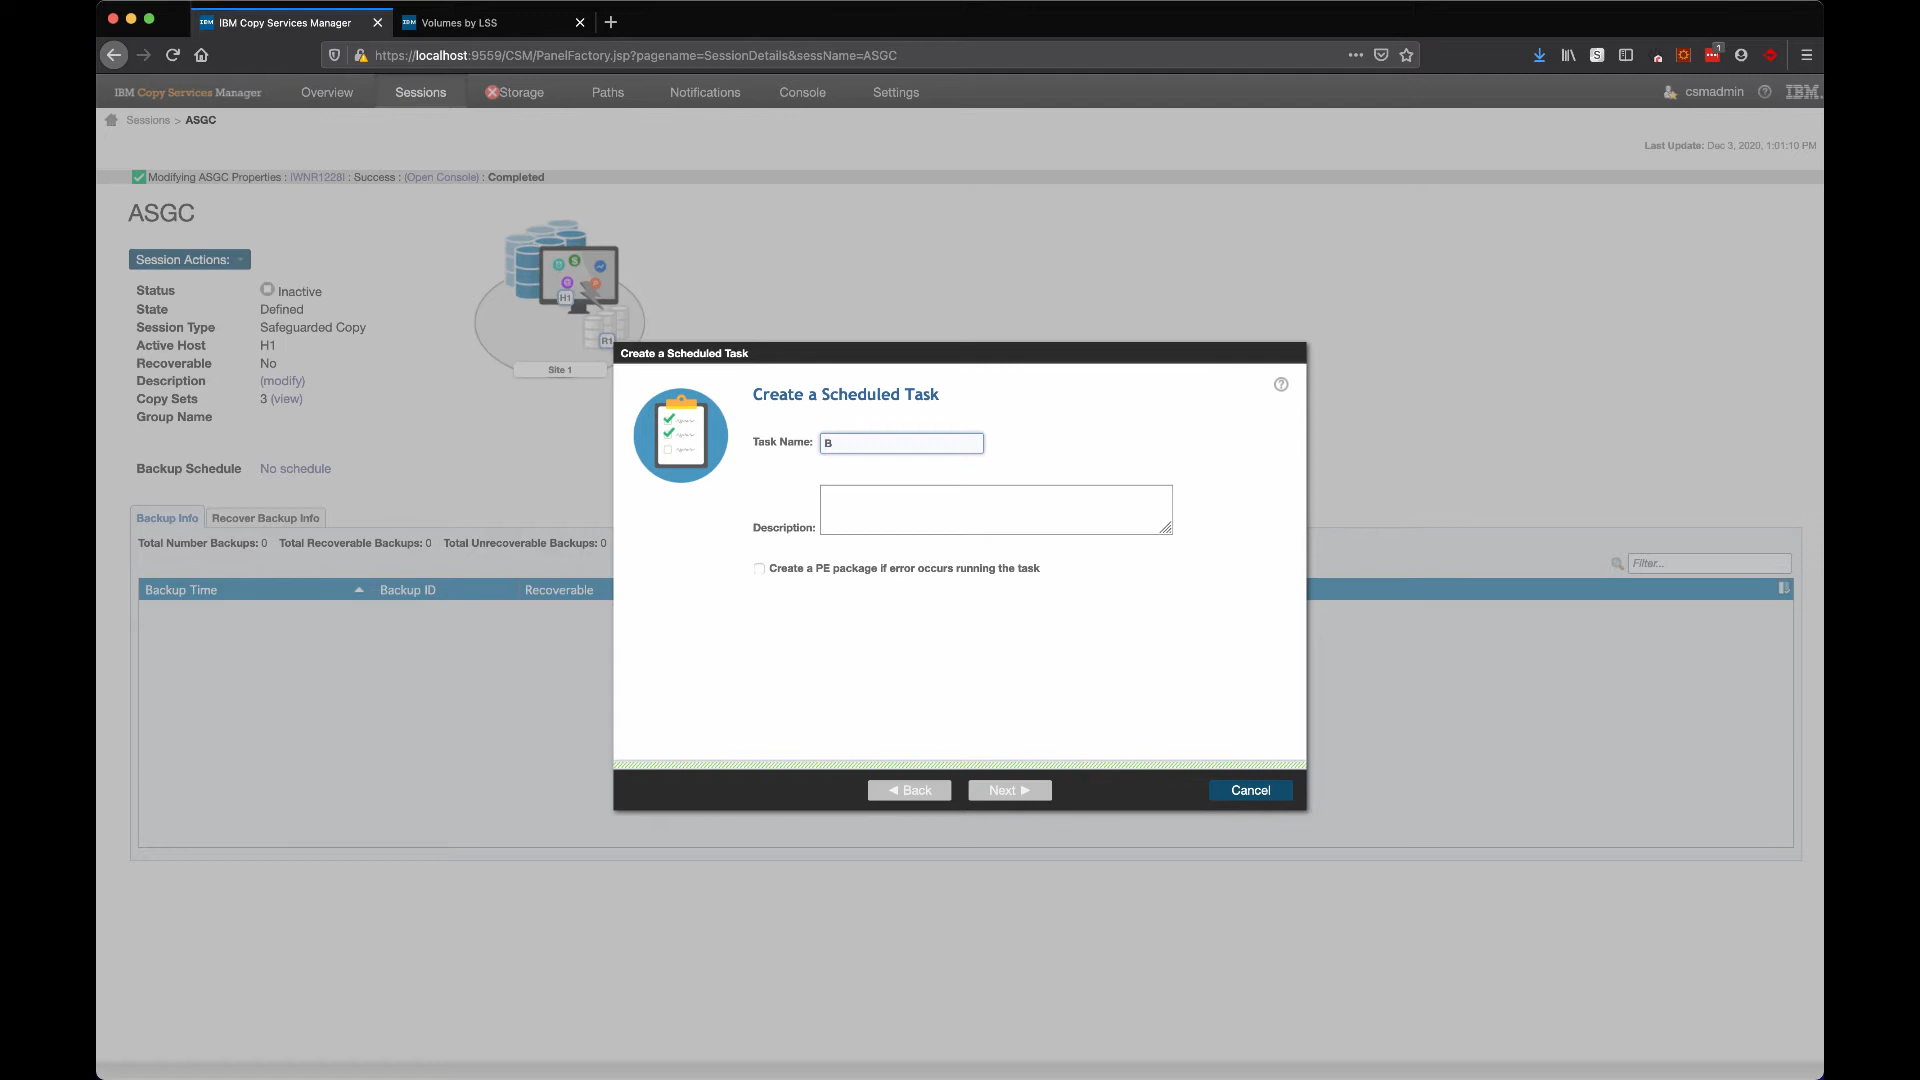 IBM Copy Services Manager
Volumes by LSS
https://localhost:9559/CSM/PanelFactory.jsp?pagename=SessionDetails&sessName=ASGC
1
IBM Copy Services Manager
Overview
Sessions
Storage
Paths
Notifications
Console
Settings
csmadmin
IBM.
Sessions > ASGC
Last Update: Dec 3, 2020, 1:01:10 PM
Modifying ASGC Properties : IWNR1228I : Success : (Open Console) : Completed
ASGC
Session Actions:
Status Inactive
State Defined
Session Type Safeguarded Copy
Active Host H1
Recoverable No
Description (modify)
Copy Sets 3 (view)
Group Name
Backup Schedule No schedule
H1
B1
Site 1
Backup Info
Recover Backup Info
Total Number Backups: 0 Total Recoverable Backups: 0 Total Unrecoverable Backups: 0
Filter...
Backup Time
Backup ID
Recoverable
Create a Scheduled Task
Create a Scheduled Task
?
Task Name: B
Description:
Create a PE package if error occurs running the task
Back
Next
Cancel